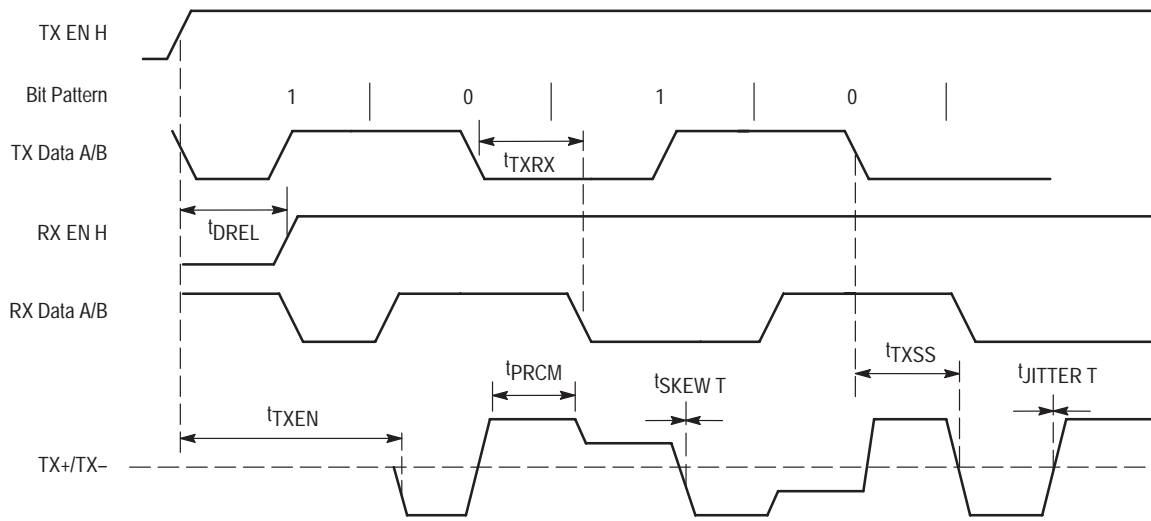 TX EN H
Bit Pattern 1 0 1 0
TX Data A/B
tTXRX
tDREL
RX EN H
RX Data A/B
tTXSS
tPRCM
tSKEW T
tJITTER T
tTXEN
TX+/TX–